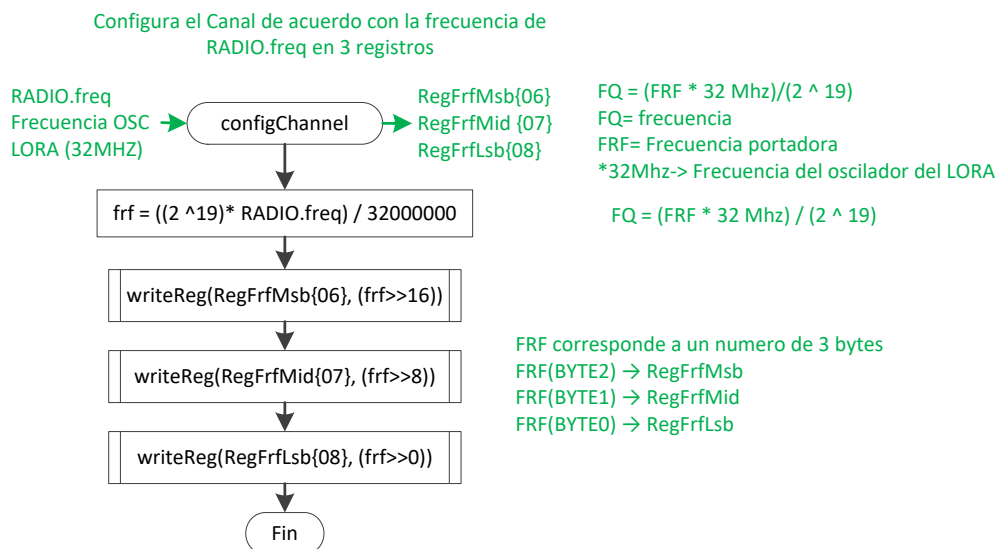 Configura el Canal de acuerdo con la frecuencia de
RADIO.freq en 3 registros
RADIO.freq
Frecuencia OSC
LORA (32MHZ)
configChannel
RegFrfMsb{06}
RegFrfMid {07}
RegFrfLsb{08}
FQ = (FRF * 32 Mhz)/(2 ^ 19)
FQ= frecuencia
FRF= Frecuencia portadora
*32Mhz-> Frecuencia del oscilador del LORA
FQ = (FRF * 32 Mhz) / (2 ^ 19)
frf = ((2 ^19)* RADIO.freq) / 32000000
writeReg(RegFrfMsb{06}, (frf>>16))
writeReg(RegFrfMid{07}, (frf>>8))
writeReg(RegFrfLsb{08}, (frf>>0))
FRF corresponde a un numero de 3 bytes
FRF(BYTE2) → RegFrfMsb
FRF(BYTE1) → RegFrfMid
FRF(BYTE0) → RegFrfLsb
Fin